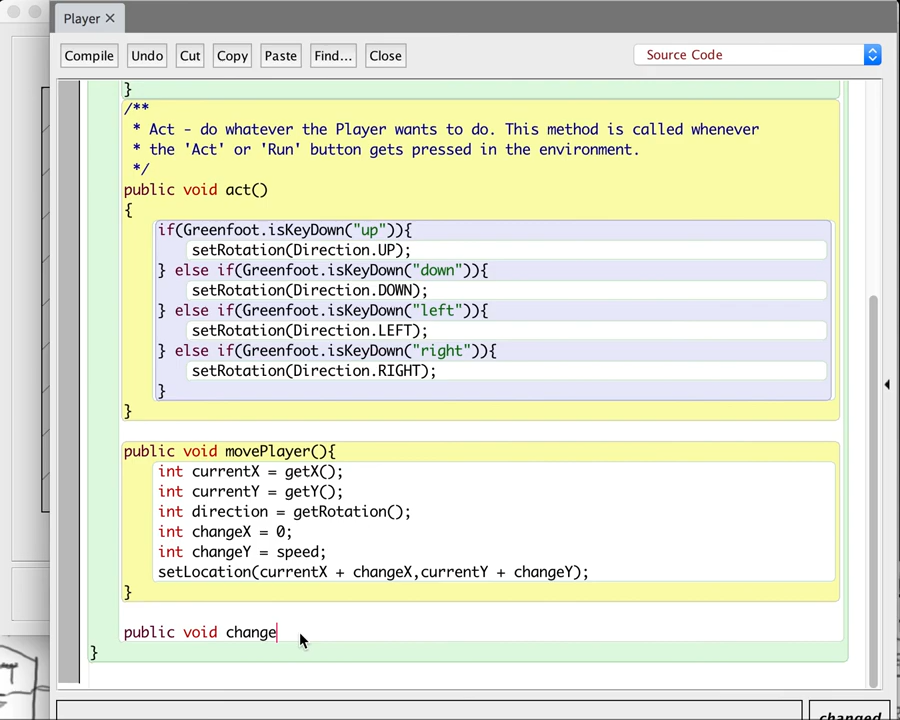 Player ×
Compile Undo Cut Copy Paste Find... Close Source Code
}
/**
* Act - do whatever the Player wants to do. This method is called whenever
* the 'Act' or 'Run' button gets pressed in the environment.
*/
public void act()
{
if(Greenfoot.isKeyDown("up")){
setRotation(Direction.UP);
} else if(Greenfoot.isKeyDown("down")){
setRotation(Direction.DOWN);
} else if(Greenfoot.isKeyDown("left")){
setRotation(Direction.LEFT);
} else if(Greenfoot.isKeyDown("right")){
setRotation(Direction.RIGHT);
}
}
public void movePlayer(){
int currentX = getX();
int currentY = getY();
int direction = getRotation();
int changeX = 0;
int changeY = speed;
setLocation(currentX + changeX,currentY + changeY);
}
public void change
}
changed